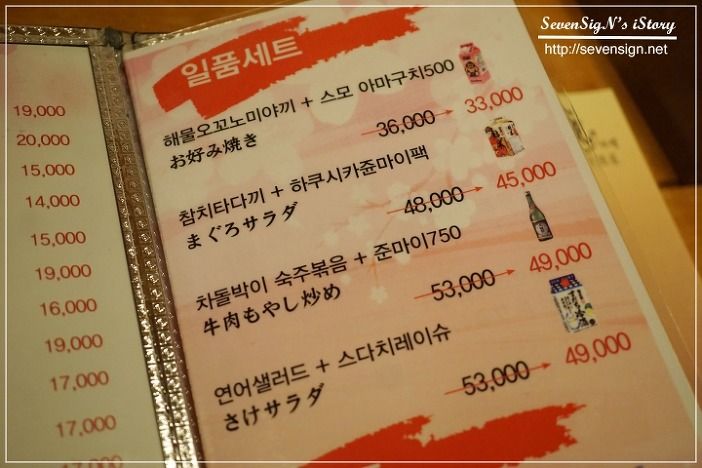 SevenSigN's iStory
http://sevensign.net
19,000
20,000
15,000
14,000
15,000
19,000
16,000
19,000
17,000
17,000
17,000
일품세트
해물오꼬노미야끼 + 스모 야마구치500
お好み焼き
36,000 33,000
참치타다끼 + 하쿠시카쥰마이팩
まぐろサラダ
48,000 45,000
차돌박이 숙주볶음 + 준마이750
牛肉もやし炒め
53,000 49,000
연어샐러드 + 스다치레이슈
さけサラダ
53,000 49,000